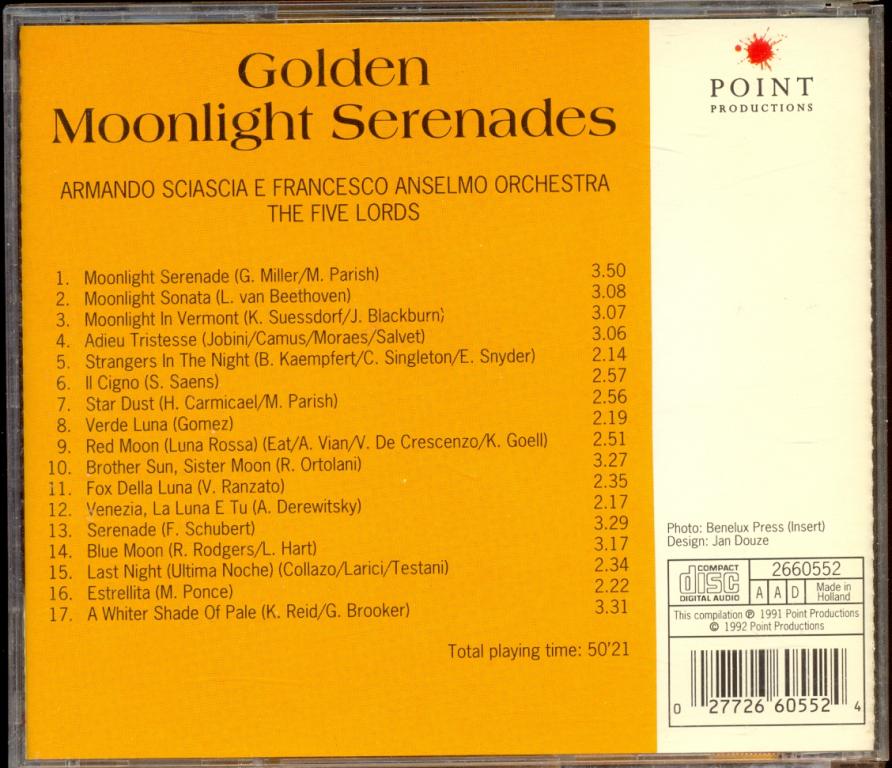 Golden
Moonlight Serenades
ARMANDO SCIASCIA E FRANCESCO ANSELMO ORCHESTRA
THE FIVE LORDS
1. Moonlight Serenade (G. Miller/M. Parish) 3.50
2. Moonlight Sonata (L. van Beethoven) 3.08
3. Moonlight In Vermont (K. Suessdorf/J. Blackburn) 3.07
4. Adieu Tristesse (Jobini/Camus/Moraes/Salvet) 3.06
5. Strangers In The Night (B. Kaempfert/C. Singleton/E. Snyder) 2.14
6. Il Cigno (S. Saens) 2.57
7. Star Dust (H. Carmicael/M. Parish) 2.56
8. Verde Luna (Gomez) 2.19
9. Red Moon (Luna Rossa) (Eat/A. Vian/V. De Crescenzo/K. Goell) 2.51
10. Brother Sun, Sister Moon (R. Ortolani) 3.27
11. Fox Della Luna (V. Ranzato) 2.35
12. Venezia, La Luna E Tu (A. Derewitsky) 2.17
13. Serenade (F. Schubert) 3.29
14. Blue Moon (R. Rodgers/L. Hart) 3.17
15. Last Night (Ultima Noche) (Collazo/Larici/Testani) 2.34
16. Estrellita (M. Ponce) 2.22
17. A Whiter Shade Of Pale (K. Reid/G. Brooker) 3.31
Total playing time: 50'21
POINT
PRODUCTIONS
Photo: Benelux Press (Insert)
Design: Jan Douze
COMPACT
disc
DIGITAL AUDIO
2660552
A A D
Made in
Holland
This compilation ℗ 1991 Point Productions
© 1992 Point Productions
0 27726 60552 4